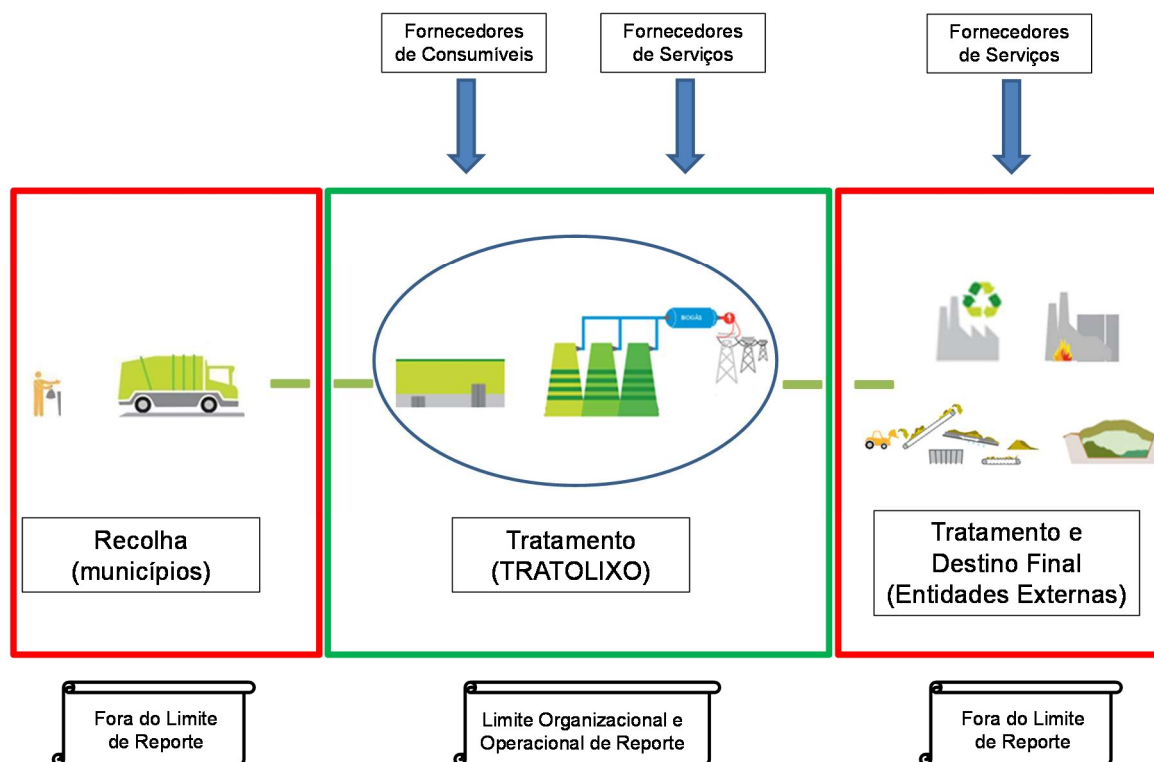 Fornecedores
de Consumíveis
Fornecedores
de Serviços
Fornecedores
de Serviços
BIOGÁS
Recolha
(municípios)
Tratamento
(TRATOLIXO)
Tratamento e
Destino Final
(Entidades Externas)
Fora do Limite
de Reporte
Limite Organizacional e
Operacional de Reporte
Fora do Limite
de Reporte